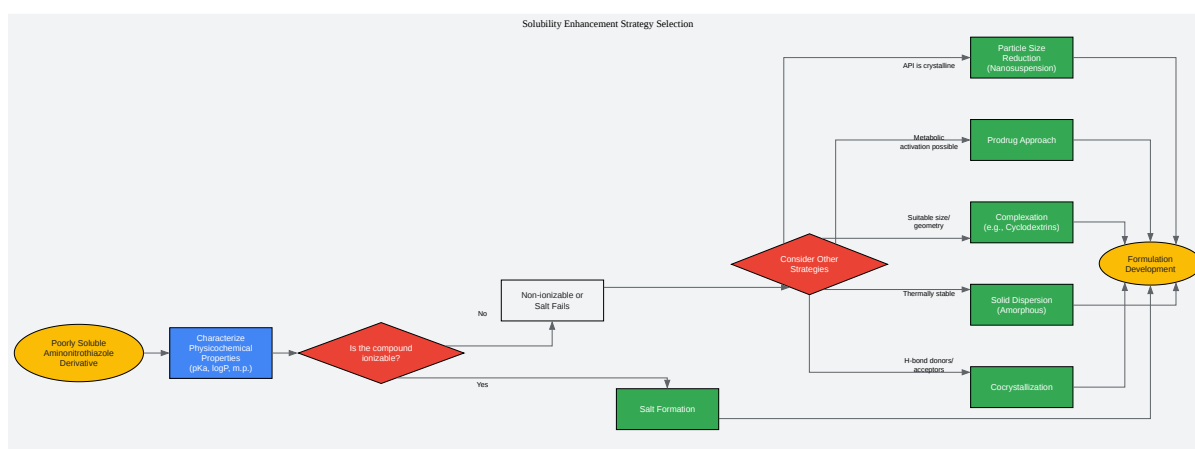 Solubility Enhancement Strategy Selection
Poorly Soluble
Aminonitrothiazole
Derivative
Characterize
Physicochemical
Properties
(pKa, logP, m.p.)
Is the compound
ionizable?
No
Non-ionizable or
Salt Fails
Yes
Salt Formation
Consider Other
Strategies
API is crystalline
Particle Size
Reduction
(Nanosuspension)
Metabolic
activation possible
Prodrug Approach
Suitable size/
geometry
Complexation
(e.g., Cyclodextrins)
Thermally stable
Solid Dispersion
(Amorphous)
H-bond donors/
acceptors
Cocrystallization
Formulation
Development